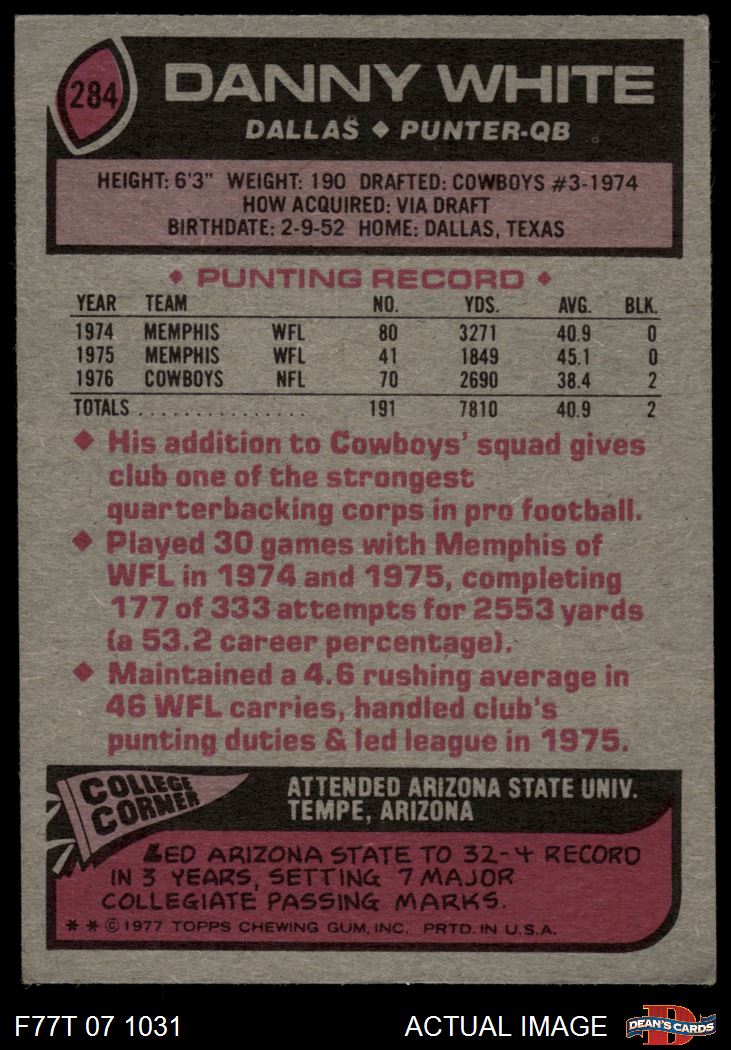 284
DANNY WHITE
DALLAS ◆ PUNTER-QB
HEIGHT: 6'3" WEIGHT: 190 DRAFTED: COWBOYS #3-1974
HOW ACQUIRED: VIA DRAFT
BIRTHDATE: 2-9-52 HOME: DALLAS, TEXAS
◆ PUNTING RECORD ◆
YEAR TEAM NO. YDS. AVG. BLK.
1974 MEMPHIS WFL 80 3271 40.9 0
1975 MEMPHIS WFL 41 1849 45.1 0
1976 COWBOYS NFL 70 2690 38.4 2
TOTALS . . . . . . . . . . . . . . . . 191 7810 40.9 2
◆ His addition to Cowboys' squad gives
club one of the strongest
quarterbacking corps in pro football.
◆ Played 30 games with Memphis of
WFL in 1974 and 1975, completing
177 of 333 attempts for 2553 yards
(a 53.2 career percentage).
◆ Maintained a 4.6 rushing average in
46 WFL carries, handled club's
punting duties & led league in 1975.
COLLEGE
CORNER
ATTENDED ARIZONA STATE UNIV.
TEMPE, ARIZONA
LED ARIZONA STATE TO 32-4 RECORD
IN 3 YEARS, SETTING 7 MAJOR
COLLEGIATE PASSING MARKS.
* * © 1977 TOPPS CHEWING GUM, INC. PRTD. IN U.S.A.
F77T 07 1031
ACTUAL IMAGE
D
DEAN'S CARDS